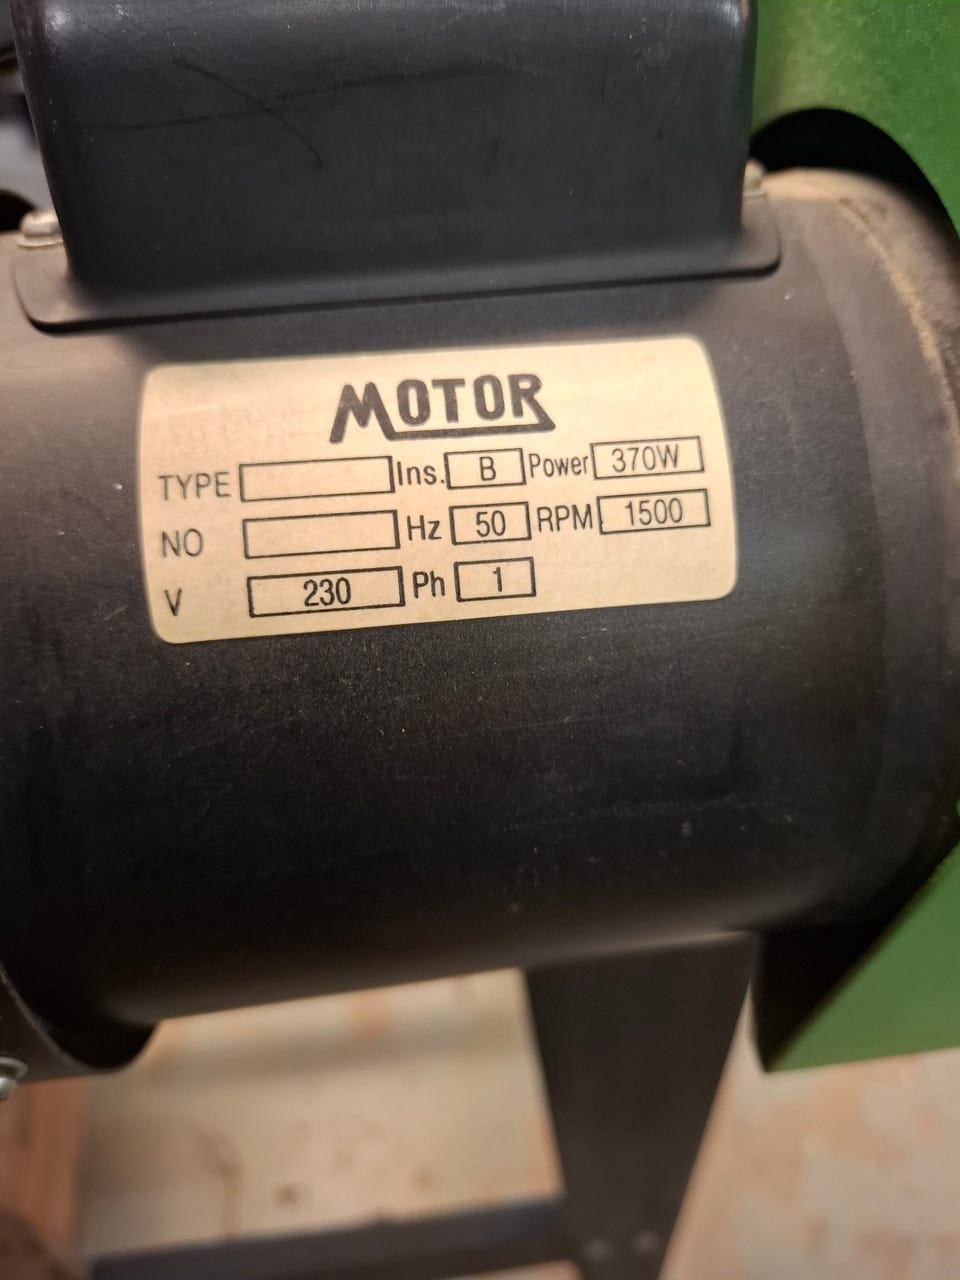 MOTOR
TYPE Ins. B Power 370W
NO Hz 50 RPM 1500
V 230 Ph 1